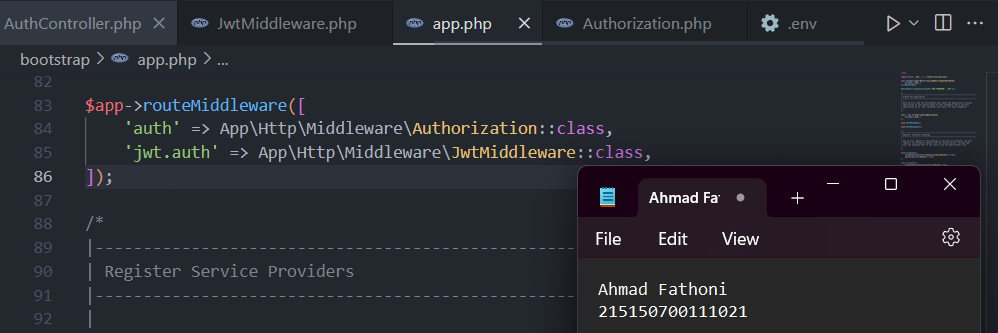 AuthController.php
JwtMiddleware.php
app.php
Authorization.php
.env
bootstrap > app.php > ...
82
83 $app->routeMiddleware([
84 'auth' => App\Http\Middleware\Authorization::class,
85 'jwt.auth' => App\Http\Middleware\JwtMiddleware::class,
86 ]);
87
88 /*
89 |--------------------------------------------------
90 | Register Service Providers
91 |--------------------------------------------------
92 |
Ahmad Fat
File Edit View
Ahmad Fathoni
215150700111021